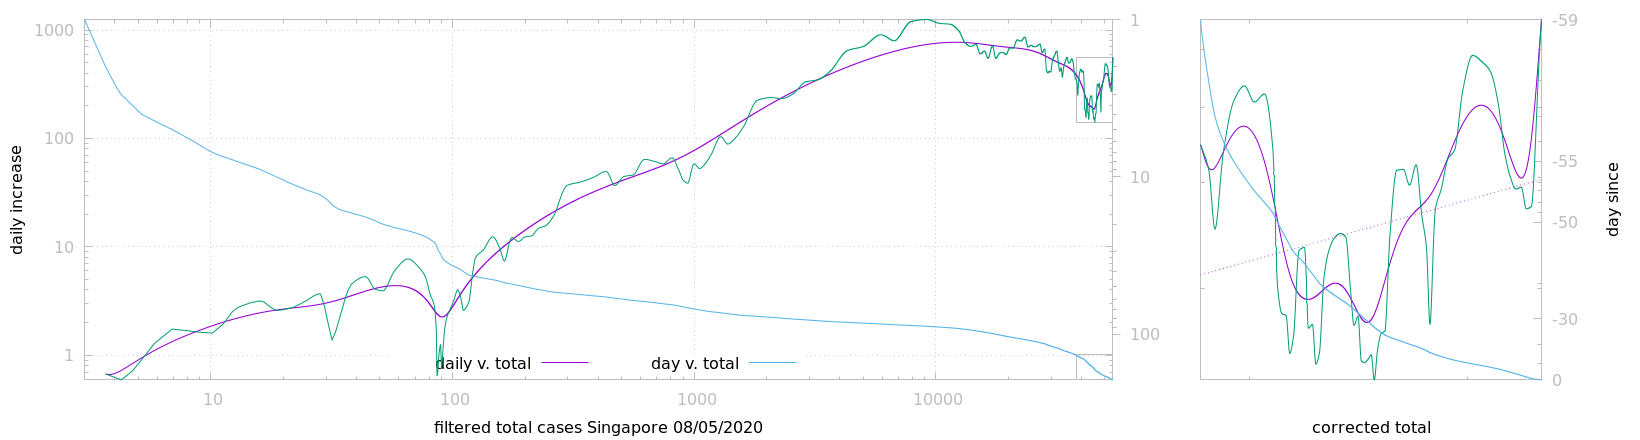 1000
100
10
1
daily increase
10
100
1000
10000
filtered total cases Singapore 08/05/2020
daily v. total
day v. total
1
10
100
-59
-55
-50
-30
0
day since
corrected total